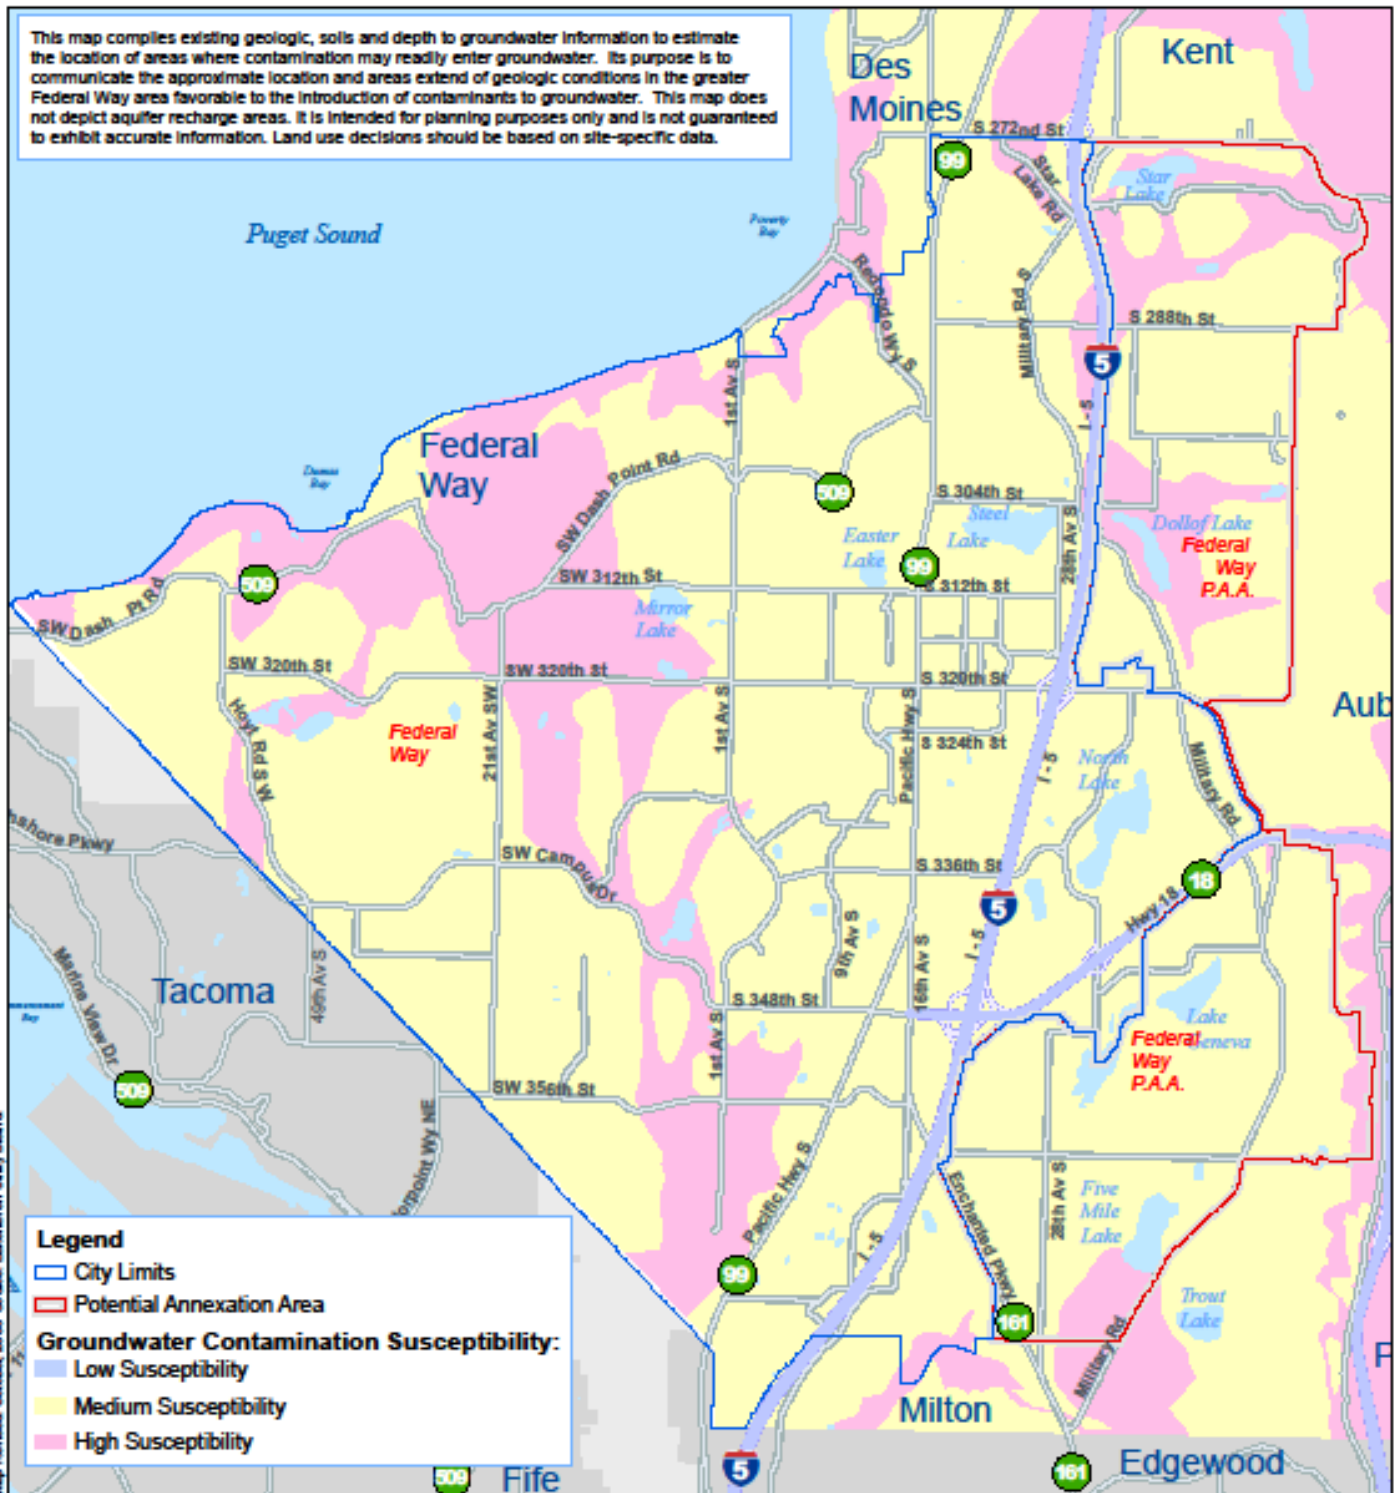 This map compiles existing geologic, soils and depth to groundwater information to estimate
the location of areas where contamination may readily enter groundwater. Its purpose is to
communicate the approximate location and areas extend of geologic conditions in the greater
Federal Way area favorable to the introduction of contaminants to groundwater. This map does
not depict aquifer recharge areas. It is intended for planning purposes only and is not guaranteed
to exhibit accurate information. Land use decisions should be based on site-specific data.
Des
Moines
Kent
S 272nd St
99
Star
Lake Rd
Star
Lake
Puget Sound
Poverty
Bay
Redondo Wy S
Military Rd S
S 288th St
5
1st Av S
I - 5
Federal
Way
Dumas
Bay
SW Dash Point Rd
509
S 304th St
Steel
Lake
Easter
Lake
28th Av S
Dollof Lake
Federal
Way
P.A.A.
99
509
SW 312th St
S 312th St
Mirror
Lake
SW Dash Pt Rd
SW 320th St
SW 320th St
S 320th St
Hoyt Rd SW
Federal
Way
21st Av SW
1st Av S
Pacific Hwy S
S 324th St
I - 5
North
Lake
Military Rd
Aub
hshore Pkwy
SW Campus Dr
S 336th St
18
5
Hwy 18
9th Av S
16th Av S
I - 5
Marine View Dr
Tacoma
49th Av S
S 348th St
Lake
Geneva
Federal
Way
P.A.A.
1st Av S
509
SW 356th St
orpoint Wy NE
Pacific Hwy S
Enchanted Pkwy
28th Av S
Five
Mile
Lake
I - 5
99
161
Trout
Lake
Military Rd
Legend
City Limits
Potential Annexation Area
Groundwater Contamination Susceptibility:
Low Susceptibility
Medium Susceptibility
High Susceptibility
Milton
509
Fife
5
161
Edgewood